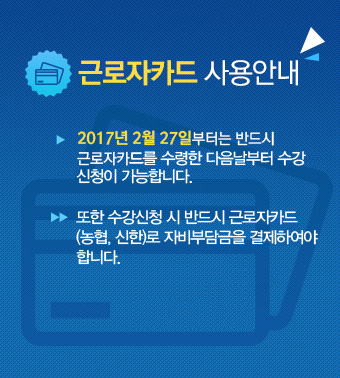 근로자카드 사용안내
2017년 2월 27일부터는 반드시
근로자카드를 수령한 다음날부터 수강
신청이 가능합니다.
또한 수강신청 시 반드시 근로자카드
(농협, 신한)로 자비부담금을 결제하여야
합니다.